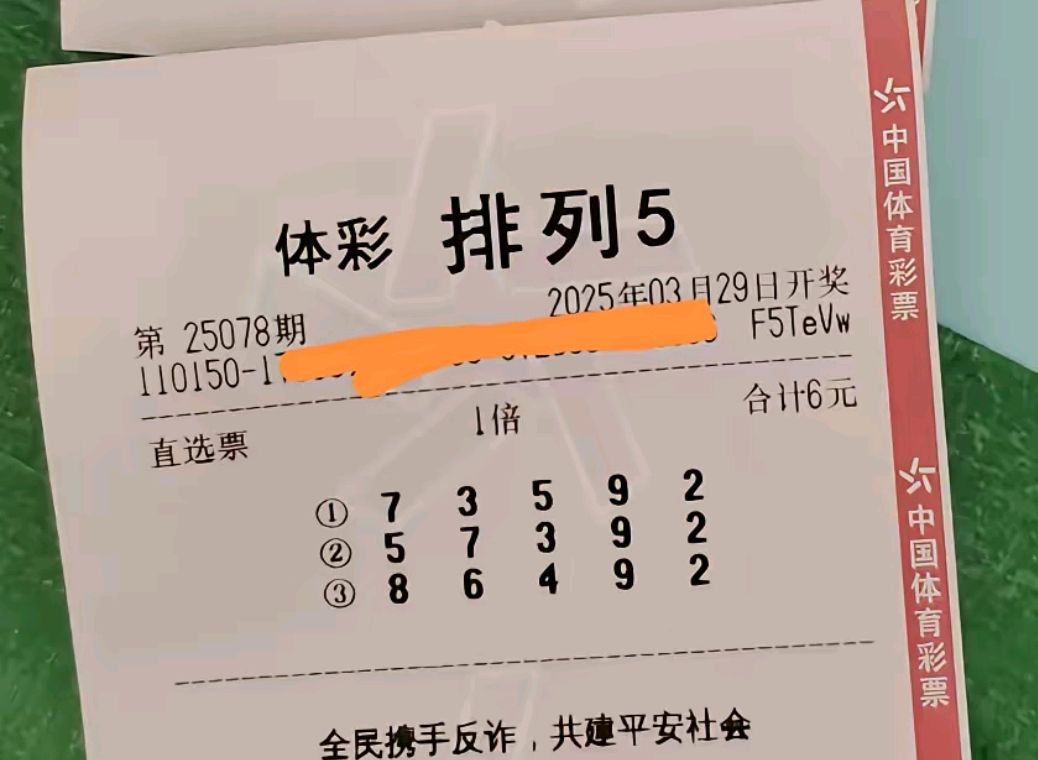 体彩 排列5
第 25078期 2025年03月29日开奖
110150-1 F5TeVw
直选票 1倍 合计6元
① 7 3 5 9 2
② 5 7 3 9 2
③ 8 6 4 9 2
全民携手反诈，共建平安社会
中国体育彩票
中国体育彩票